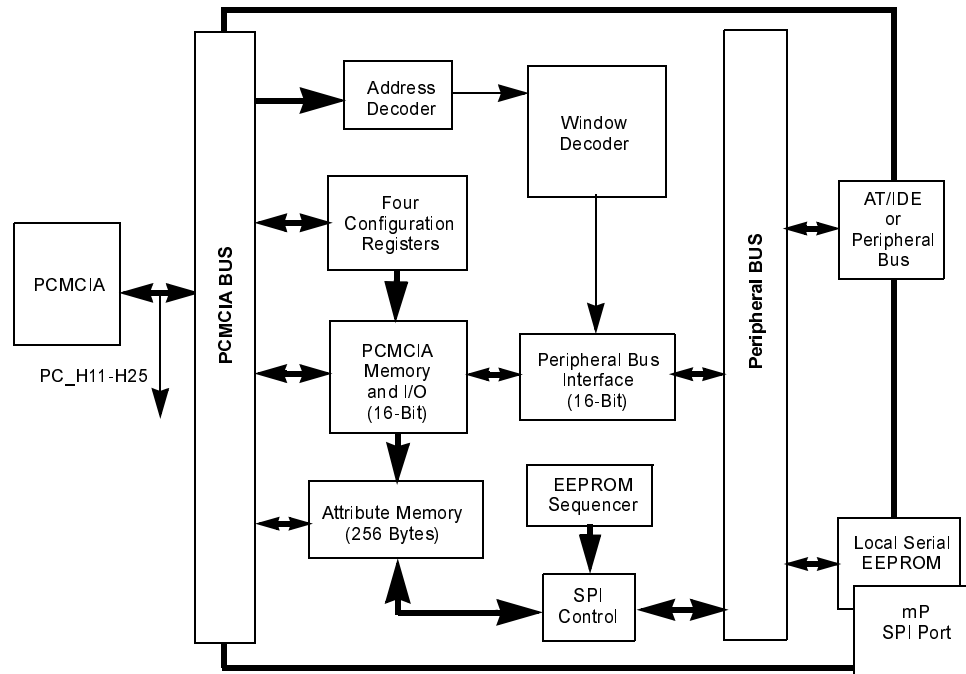 Address
Decoder
Window
Decoder
Four
Configuration
Registers
AT/IDE
or
Peripheral
Bus
PCMCIA
PCMCIA BUS
Peripheral BUS
PC_H11-H25
PCMCIA
Memory
and I/O
(16-Bit)
Peripheral Bus
Interface
(16-Bit)
EEPROM
Sequencer
Attribute Memory
(256 Bytes)
Local Serial
EEPROM
SPI
Control
mP
SPI Port